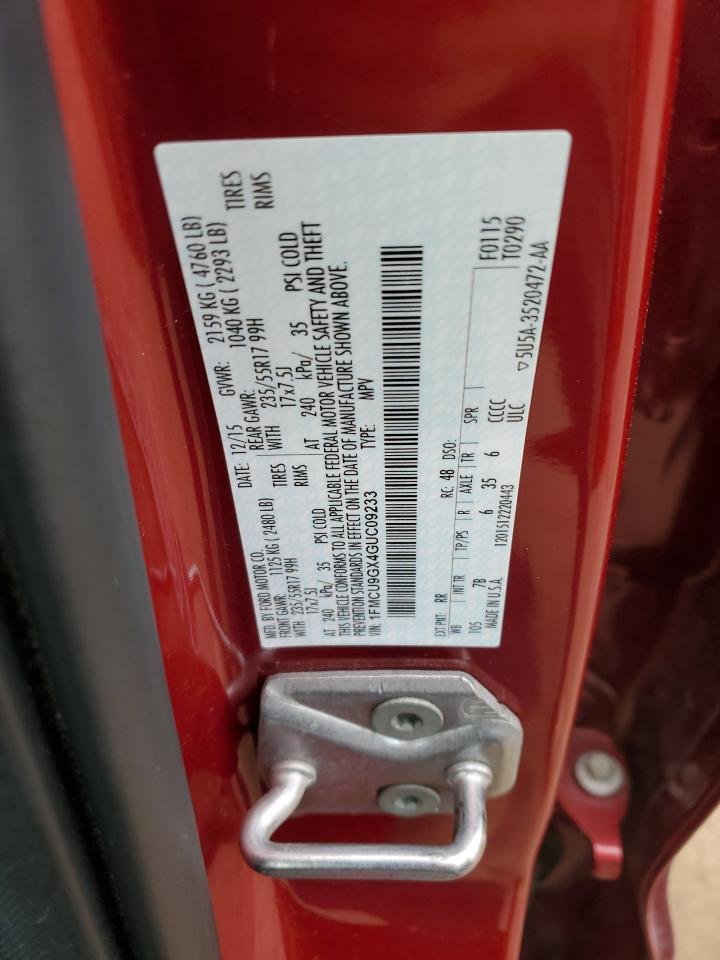 MFD. BY FORD MOTOR CO. DATE: 12/15 GVWR: 2159 KG ( 4760 LB)
FRONT GAWR: 1125 KG ( 2480 LB) REAR GAWR: 1040 KG ( 2293 LB)
WITH 235/55R17 99H TIRES WITH 235/55R17 99H TIRES
17x7.5J RIMS 17x7.5J RIMS
AT 240 kPa/ 35 PSI COLD AT 240 kPa/ 35 PSI COLD
THIS VEHICLE CONFORMS TO ALL APPLICABLE FEDERAL MOTOR VEHICLE SAFETY AND THEFT
PREVENTION STANDARDS IN EFFECT ON THE DATE OF MANUFACTURE SHOWN ABOVE.
VIN: 1FMCU9GX4GUC09233 TYPE: MPV
EXT PNT: RR RC: 48 DSO: F0115
WB INT TR TP/PS R AXLE TR SPR T0290
105 7B 6 35 6 CCCC
MADE IN U.S.A. 1201512220443 ULC ▽5U5A-3520472-AA